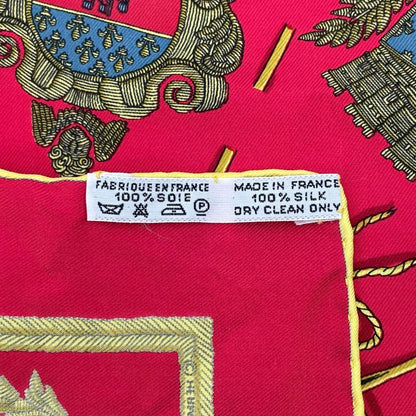 FABRIQUE EN FRANCE
100% SOIE
P
MADE IN FRANCE
100% SILK
DRY CLEAN ONLY